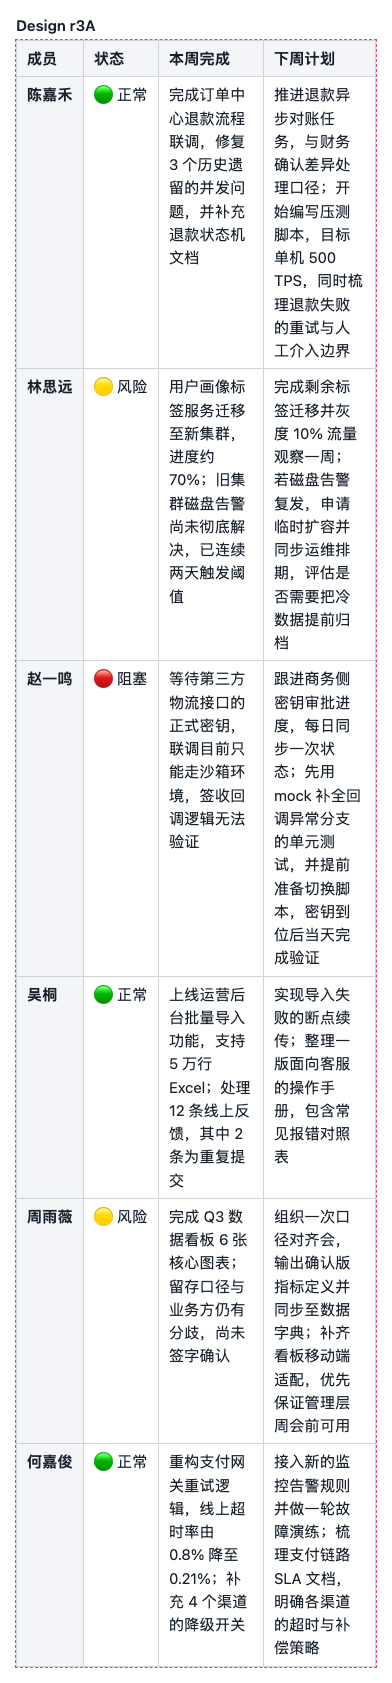 Design r3A
成员 状态 本周完成 下周计划
陈嘉禾 正常 完成订单中 推进退款异
心退款流程 步对账任
联调，修复 务，与财务
3 个历史遗 确认差异处
留的并发问 理口径；开
题，并补充 始编写压测
退款状态机 脚本，目标
文档 单机 500
TPS，同时梳
理退款失败
的重试与人
工介入边界
林思远 风险 用户画像标 完成剩余标
签服务迁移 签迁移并灰
至新集群， 度 10% 流量
进度约 观察一周；
70%；旧集 若磁盘告警
群磁盘告警 复发，申请
尚未彻底解 临时扩容并
决，已连续 同步运维排
两天触发阈 期，评估是
值 否需要把冷
数据提前归
档
赵一鸣 阻塞 等待第三方 跟进商务侧
物流接口的 密钥审批进
正式密钥， 度，每日同
联调目前只 步一次状
能走沙箱环 态；先用
境，签收回 mock 补全回
调逻辑无法 调异常分支
验证 的单元测
试，并提前
准备切换脚
本，密钥到
位后当天完
成验证
吴桐 正常 上线运营后 实现导入失
台批量导入 败的断点续
功能，支持 传；整理一
5 万行 版面向客服
Excel；处理 的操作手
12 条线上反 册，包含常
馈，其中 2 见报错对照
条为重复提 表
交
周雨薇 风险 完成 Q3 数 组织一次口
据看板 6 张 径对齐会，
核心图表； 输出确认版
留存口径与 指标定义并
业务方仍有 同步至数据
分歧，尚未 字典；补齐
签字确认 看板移动端
适配，优先
保证管理层
周会前可用
何嘉俊 正常 重构支付网 接入新的监
关重试逻 控告警规则
辑，线上超 并做一轮故
时率由 障演练；梳
0.8% 降至 理支付链路
0.21%；补 SLA 文档，
充 4 个渠道 明确各渠道
的降级开关 的超时与补
偿策略